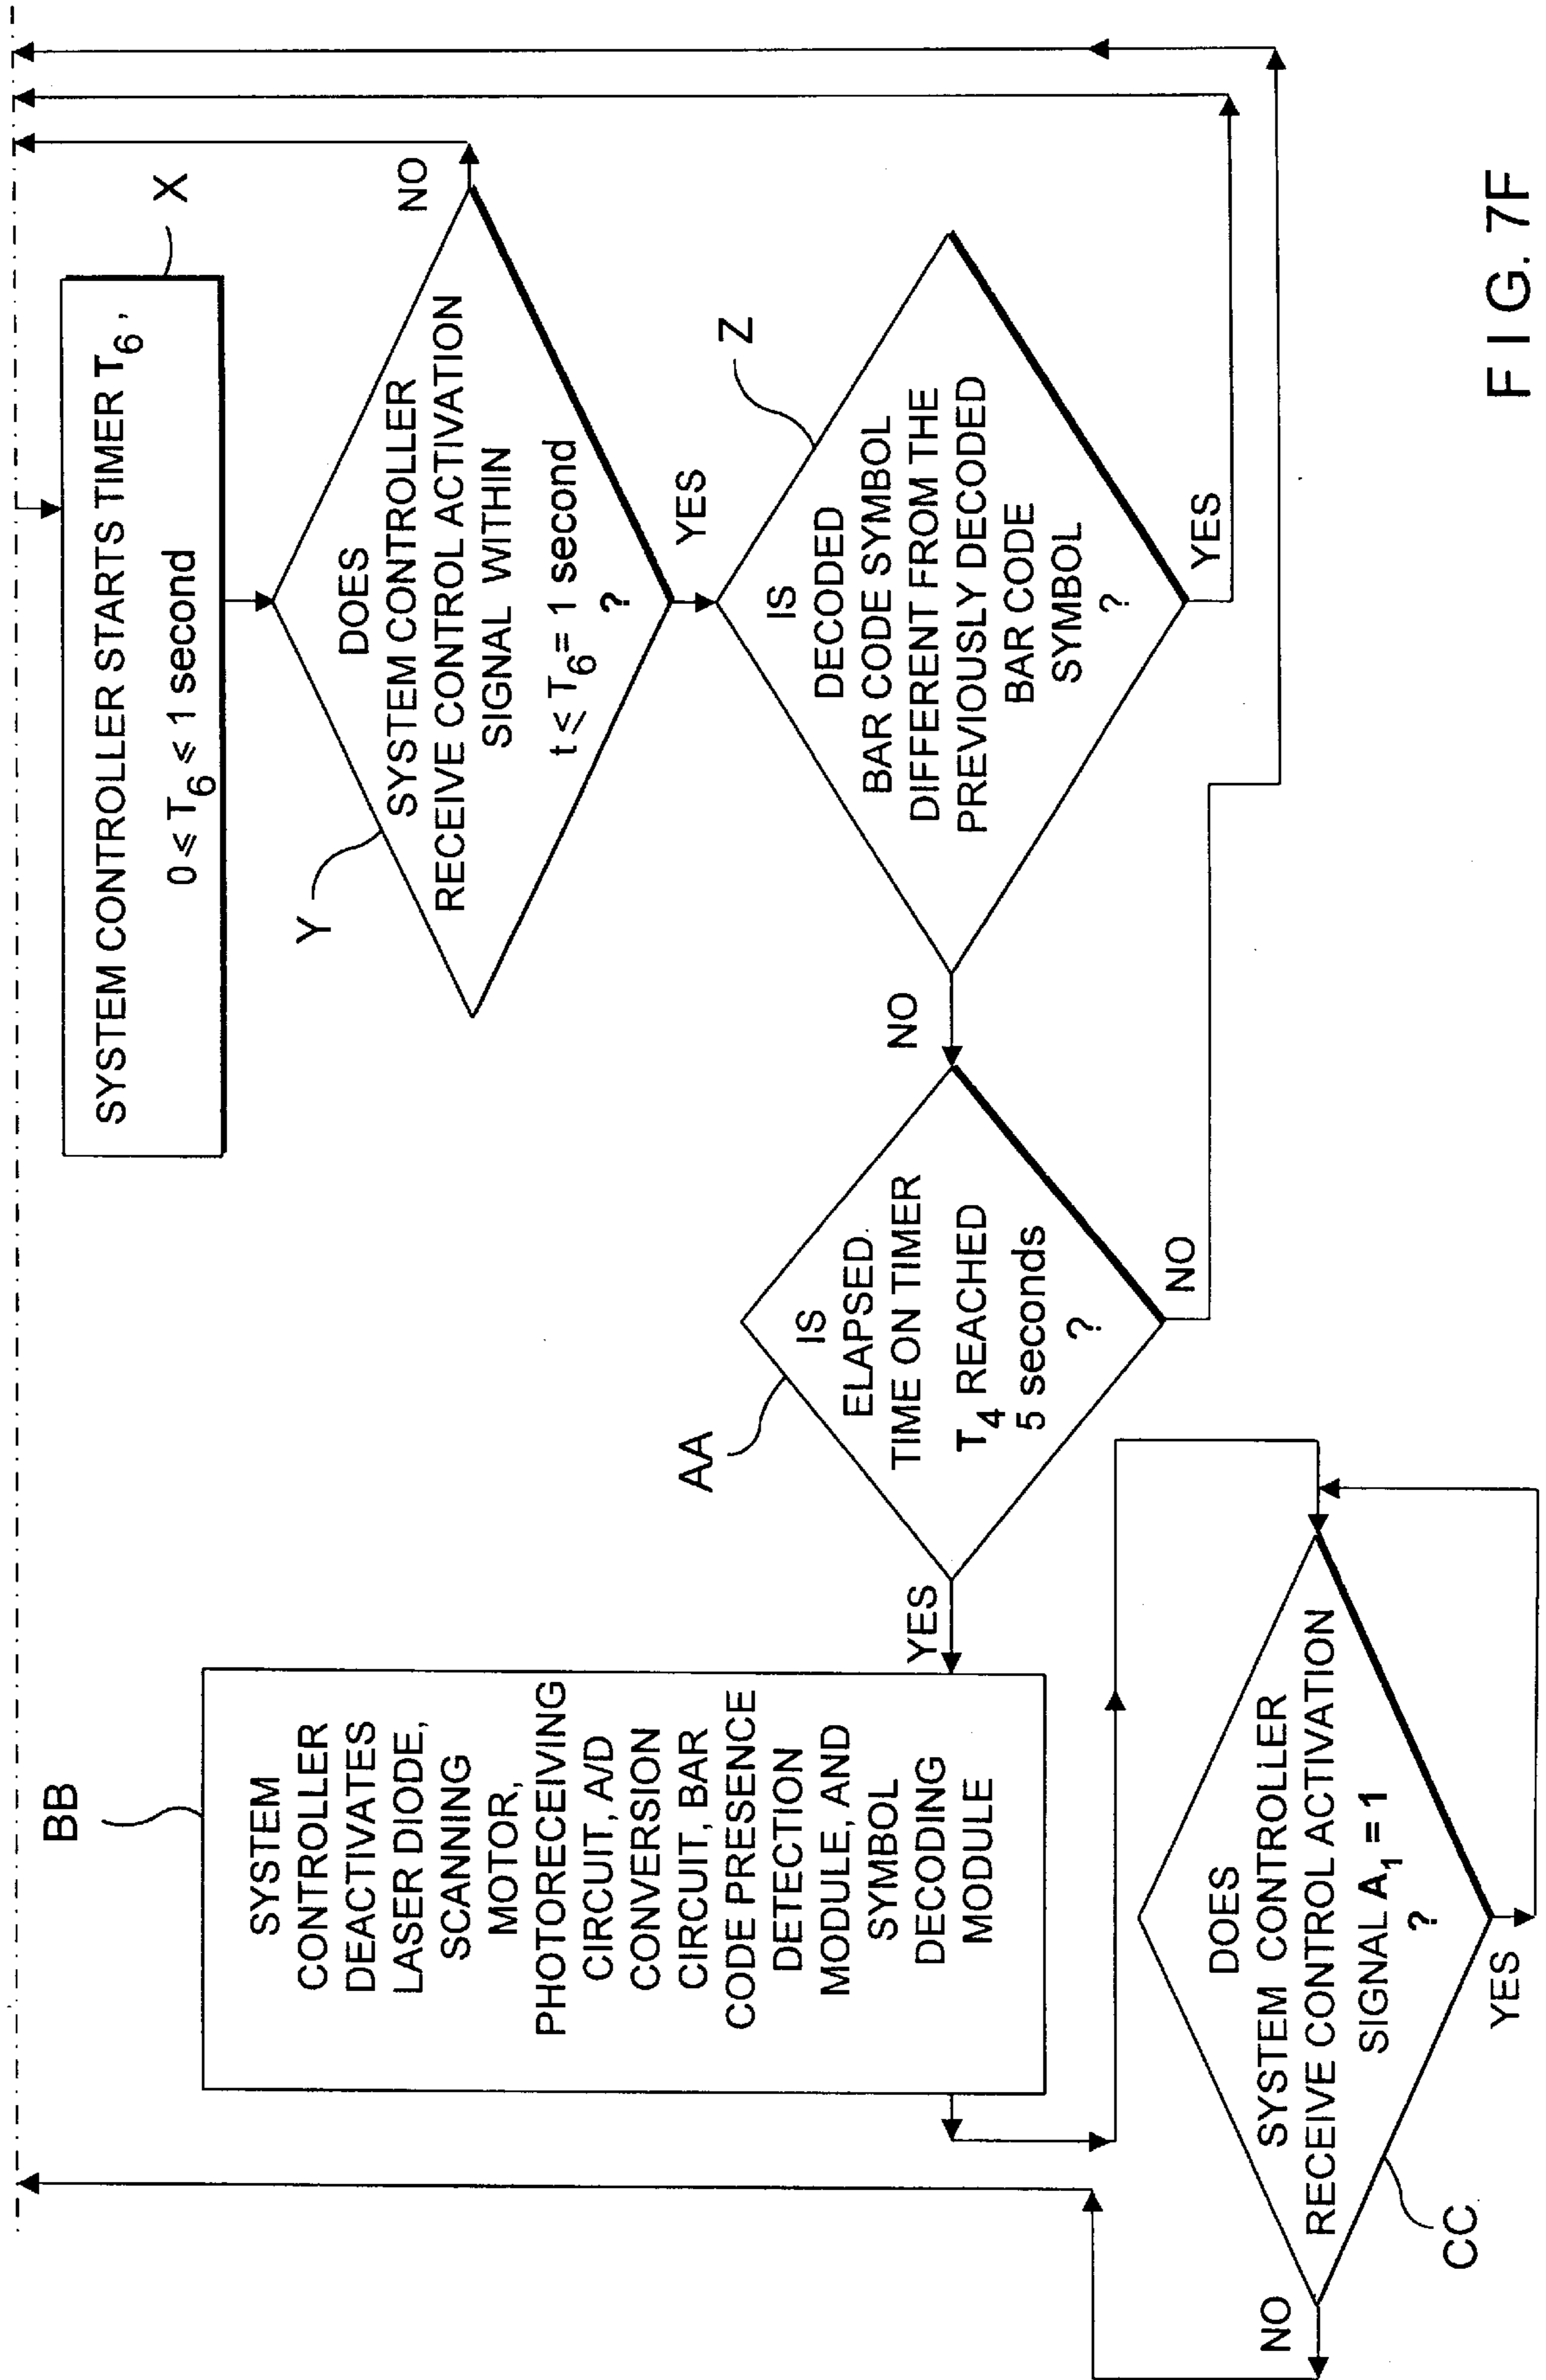 X
SYSTEM CONTROLLER STARTS TIMER T6,
0 ≤ T6 ≤ 1 second
Y
DOES
SYSTEM CONTROLLER
RECEIVE CONTROL ACTIVATION
SIGNAL WITHIN
t ≤ T6 = 1 second
?
NO
YES
Z
IS
DECODED
BAR CODE SYMBOL
DIFFERENT FROM THE
PREVIOUSLY DECODED
BAR CODE
SYMBOL
?
YES
NO
AA
IS
ELAPSED
TIME ON TIMER
T4 REACHED
5 seconds
?
NO
YES
BB
SYSTEM
CONTROLLER
DEACTIVATES
LASER DIODE,
SCANNING
MOTOR,
PHOTORECEIVING
CIRCUIT, A/D
CONVERSION
CIRCUIT, BAR
CODE PRESENCE
DETECTION
MODULE, AND
SYMBOL
DECODING
MODULE
DOES
SYSTEM CONTROLLER
RECEIVE CONTROL ACTIVATION
SIGNAL A1 = 1
?
YES
NO
CC
FIG. 7F